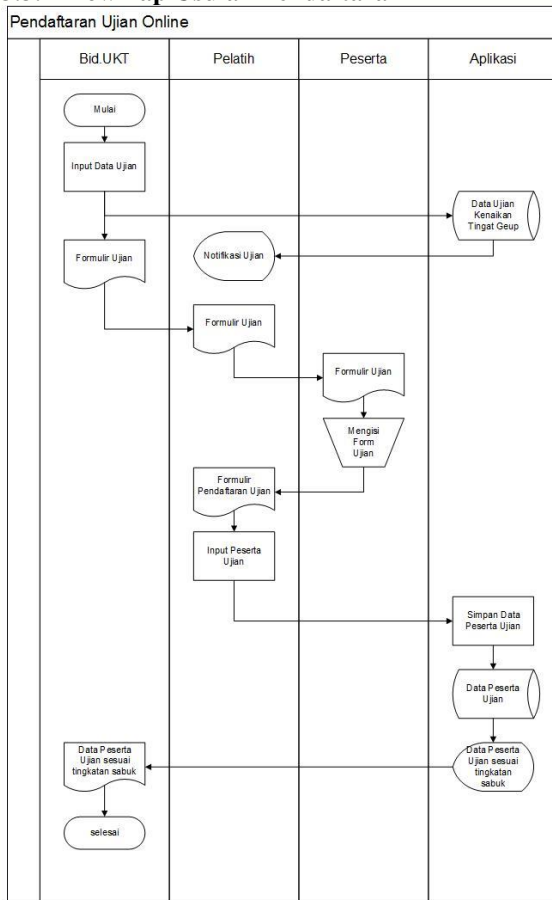 Pendaftaran Ujian Online
Bid.UKT
Pelatih
Peserta
Aplikasi
Mulai
Input Data Ujian
Data Ujian
Kenaikan
Tingat Geup
Formulir Ujian
Notifikasi Ujian
Formulir Ujian
Formulir Ujian
Mengisi
Form
Ujian
Formulir
Pendaftaran Ujian
Input Peserta
Ujian
Simpan Data
Peserta Ujian
Data Peserta
Ujian
Data Peserta
Ujian sesuai
tingkatan sabuk
Data Peserta
Ujian sesuai
tingkatan
sabuk
selesai